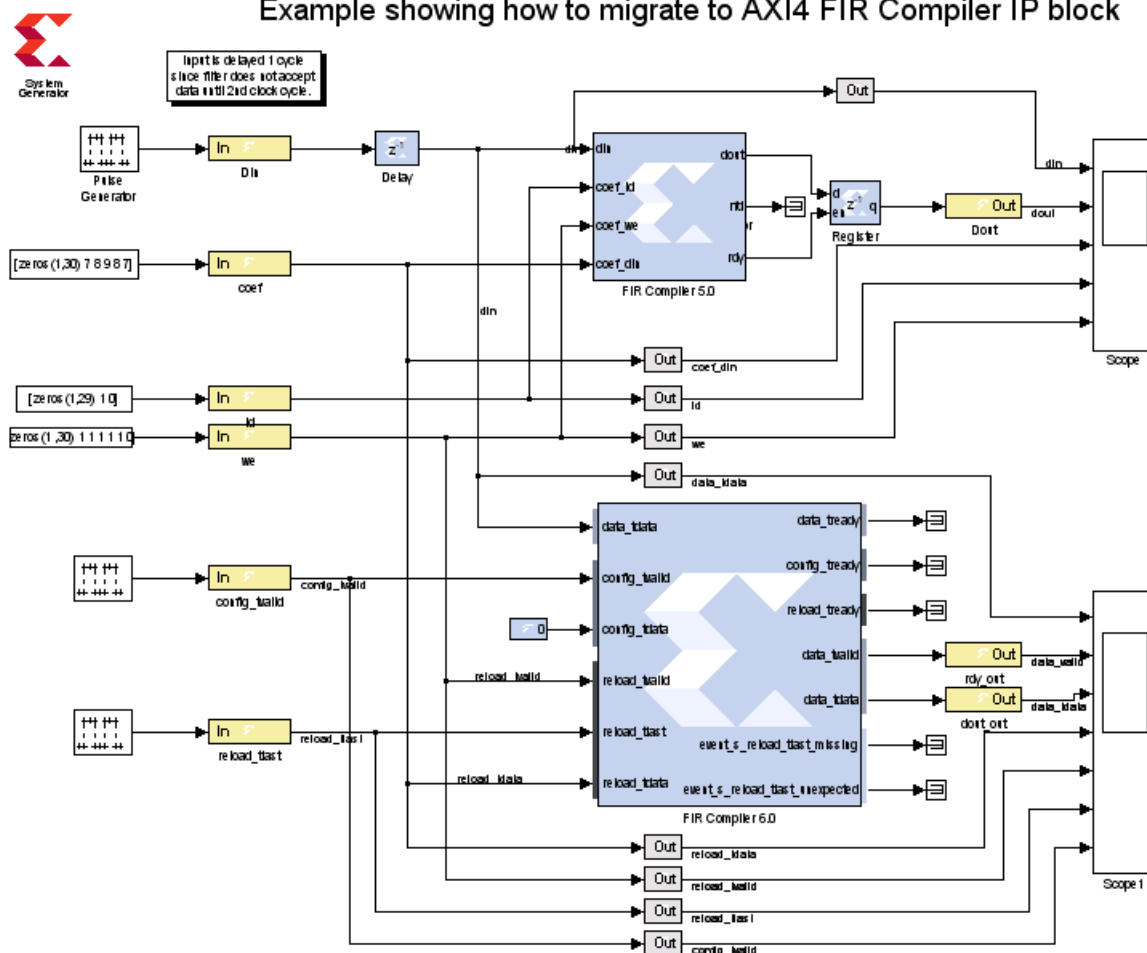 Example showing how to migrate to AXI4 FIR Compiler IP block
System
Generator
Input is delayed 1 cycle
since filter does not accept
data until 2nd clock cycle.
Out
Pulse
Generator
In
Din
z-1
Delay
din
coef_ld
coef_we
coef_din
dout
nfd
rdy
FIR Compiler 5.0
d
en
z-1
q
Register
Out
Dout
din
dout
[zeros (1,30) 7 8 9 8 7]
In
coef
din
Out
coef_din
Scope
[zeros (1,29) 1 0]
In
ld
Out
ld
zeros (1,30) 1 1 1 1 1 0
In
we
Out
we
Out
data_tdata
data_tdata
config_tvalid
config_tdata
reload_tvalid
reload_tlast
reload_tdata
data_tready
config_tready
reload_tready
data_tvalid
data_tdata
event_s_reload_tlast_missing
event_s_reload_tlast_unexpected
FIR Compiler 6.0
In
config_tvalid
config_tvalid
0
reload_tvalid
Out
rdy_out
data_valid
Out
dout_out
data_tdata
In
reload_tlast
reload_tlast
reload_tdata
Out
reload_tdata
Out
reload_tvalid
Out
reload_tlast
Out
config_tvalid
Scope1